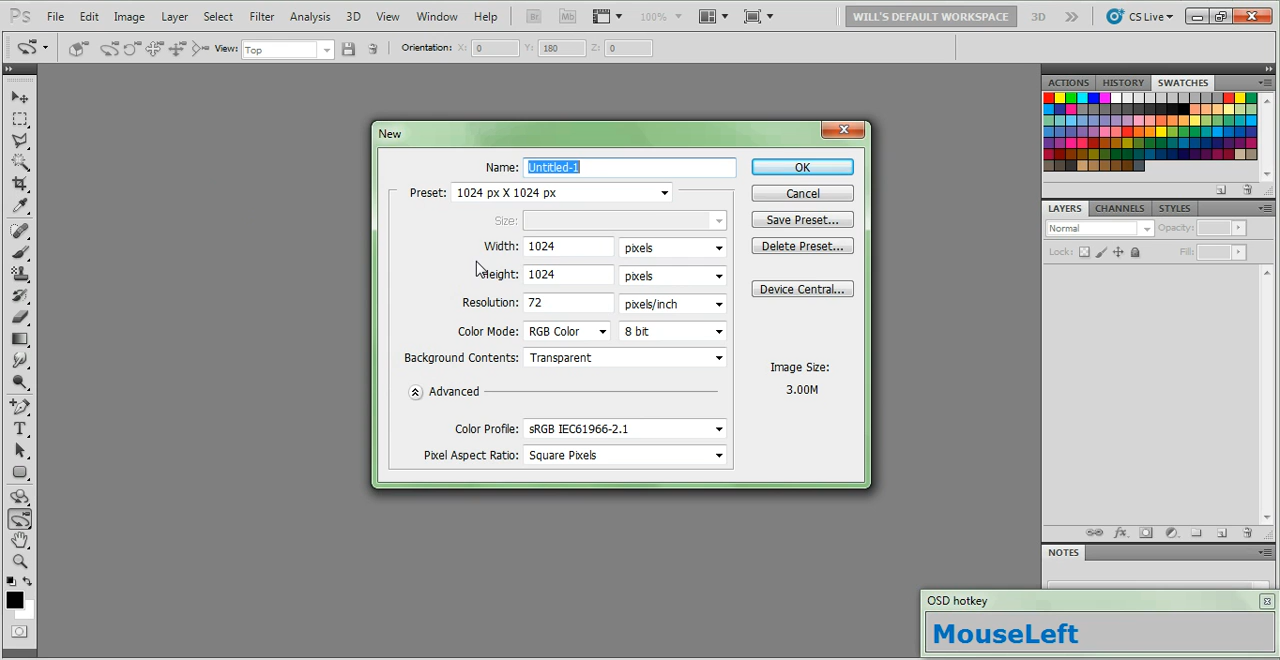 Ps File Edit Image Layer Select Filter Analysis 3D View Window Help Br Mb 100% WILL'S DEFAULT WORKSPACE 3D CS Live
View: Top Orientation: X: 0 Y: 180 Z: 0
ACTIONS HISTORY SWATCHES
New
Name: Untitled-1 OK
Preset: 1024 px X 1024 px Cancel
Size: Save Preset...
Width: 1024 pixels Delete Preset...
Height: 1024 pixels
Resolution: 72 pixels/inch Device Central...
Color Mode: RGB Color 8 bit
Background Contents: Transparent
Image Size:
3.00M
Advanced
Color Profile: sRGB IEC61966-2.1
Pixel Aspect Ratio: Square Pixels
LAYERS CHANNELS STYLES
Normal Opacity:
Lock: Fill:
fx
NOTES
T
OSD hotkey
MouseLeft